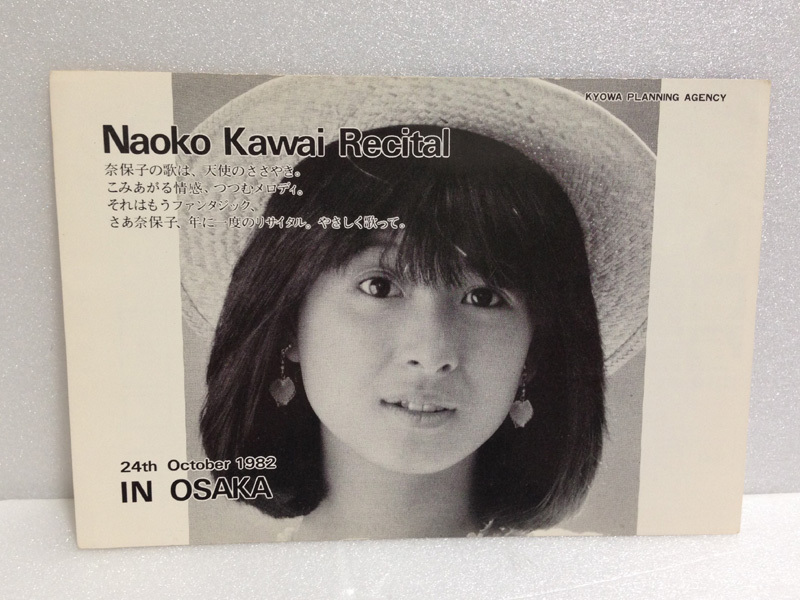 KYOWA PLANNING AGENCY
Naoko Kawai Recital
奈保子の歌は、天使のささやき。
こみあがる情感、つつむメロディ。
それはもうファンタジック、
さあ奈保子、年に一度のリサイタル。やさしく歌って。
24th October 1982
IN OSAKA